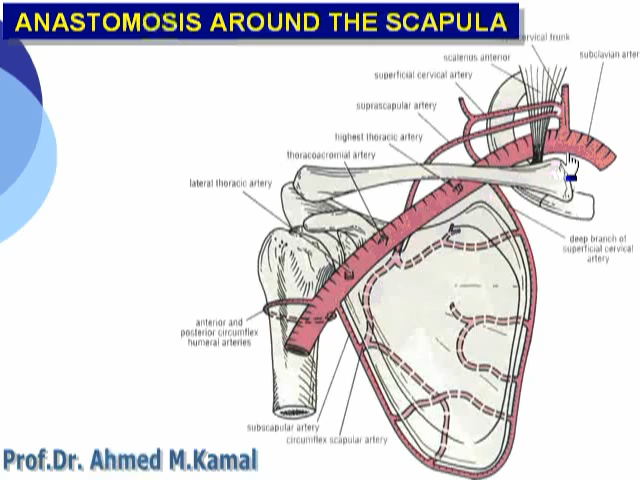 ANASTOMOSIS AROUND THE SCAPULA
cervical trunk
scalenus anterior
subclavian arter
superficial cervical artery
suprascapular artery
highest thoracic artery
thoracoacromial artery
lateral thoracic artery
deep branch of
superficial cervical
artery
anterior and
posterior circumflex
humeral arteries
subscapular artery
circumflex scapular artery
Prof.Dr. Ahmed M.Kamal